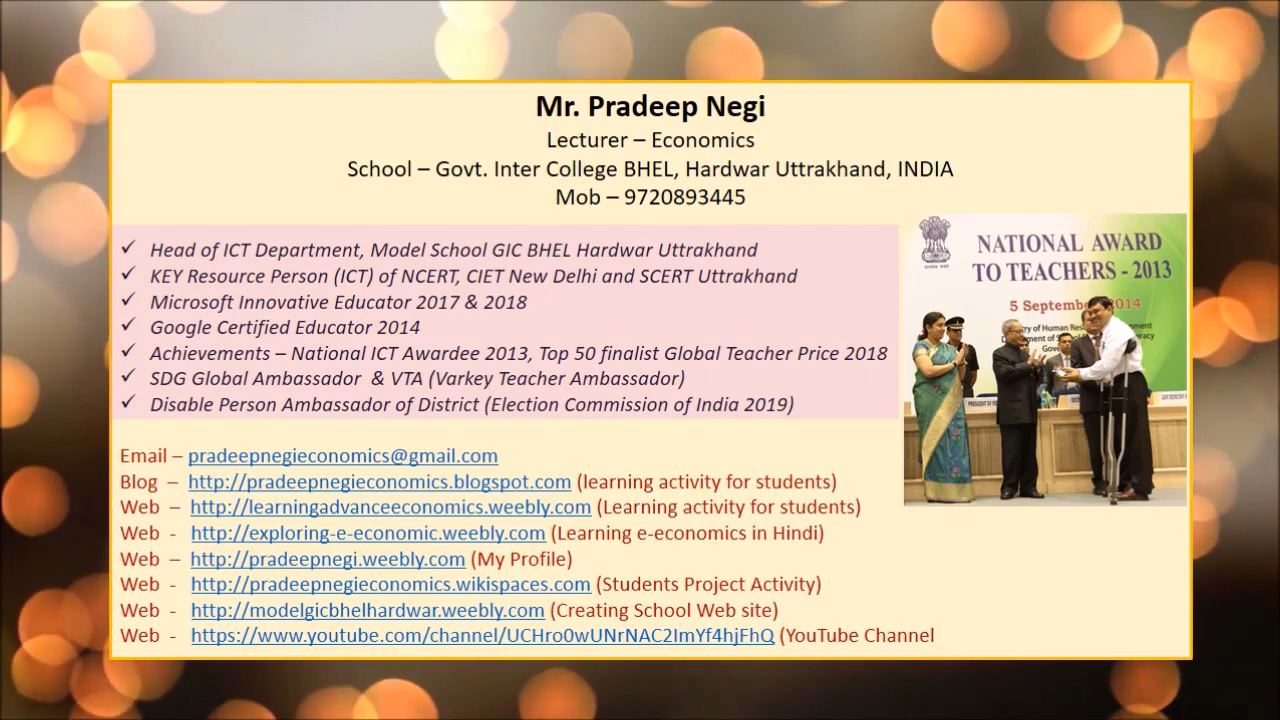 Mr. Pradeep Negi
Lecturer – Economics
School – Govt. Inter College BHEL, Hardwar Uttrakhand, INDIA
Mob – 9720893445
✓ Head of ICT Department, Model School GIC BHEL Hardwar Uttrakhand
✓ KEY Resource Person (ICT) of NCERT, CIET New Delhi and SCERT Uttrakhand
✓ Microsoft Innovative Educator 2017 & 2018
✓ Google Certified Educator 2014
✓ Achievements – National ICT Awardee 2013, Top 50 finalist Global Teacher Price 2018
✓ SDG Global Ambassador & VTA (Varkey Teacher Ambassador)
✓ Disable Person Ambassador of District (Election Commission of India 2019)
NATIONAL AWARD
TO TEACHERS - 2013
5 September 2014
Email – pradeepnegieconomics@gmail.com
Blog – http://pradeepnegieconomics.blogspot.com (learning activity for students)
Web – http://learningadvanceeconomics.weebly.com (Learning activity for students)
Web - http://exploring-e-economic.weebly.com (Learning e-economics in Hindi)
Web – http://pradeepnegi.weebly.com (My Profile)
Web - http://pradeepnegieconomics.wikispaces.com (Students Project Activity)
Web - http://modelgicbhelhardwar.weebly.com (Creating School Web site)
Web - https://www.youtube.com/channel/UCHro0wUNrNAC2ImYf4hjFhQ (YouTube Channel